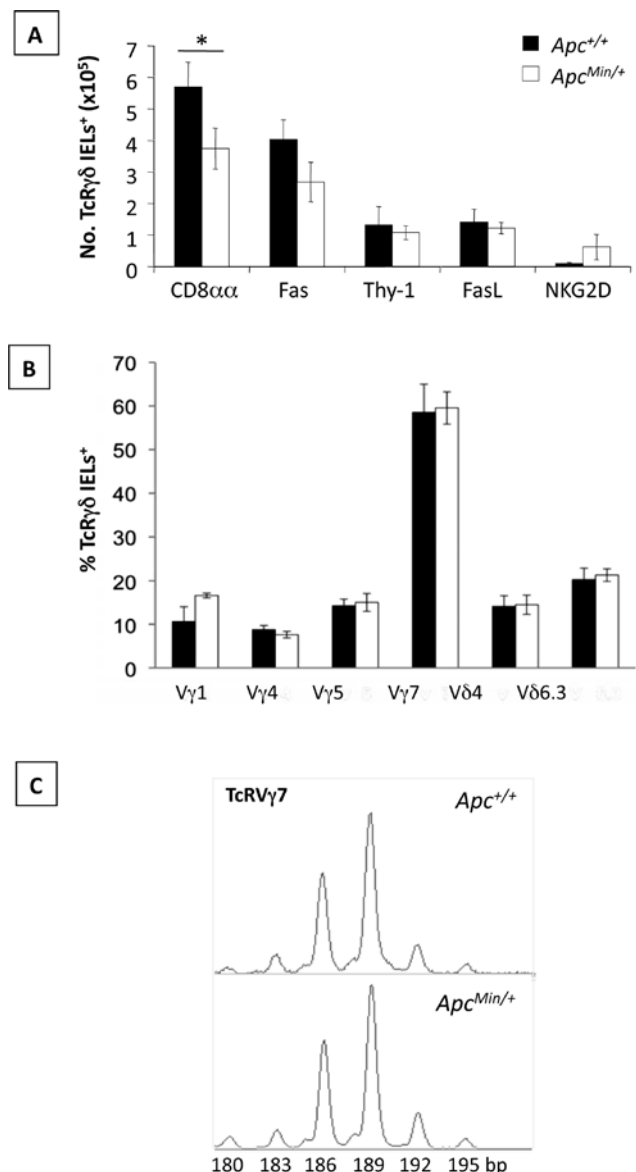 A
No. TcRγδ IELs⁺ (x10⁵)
7
6
5
4
3
2
1
0
*
Apc⁺/⁺
Apcᴹⁱⁿ/⁺
CD8αα Fas Thy-1 FasL NKG2D
B
% TcRγδ IELs⁺
70
60
50
40
30
20
10
0
Vγ1 Vγ4 Vγ5 Vγ7 Vδ4 Vδ6.3
C
TcRVγ7
Apc⁺/⁺
Apcᴹⁱⁿ/⁺
180 183 186 189 192 195 bp